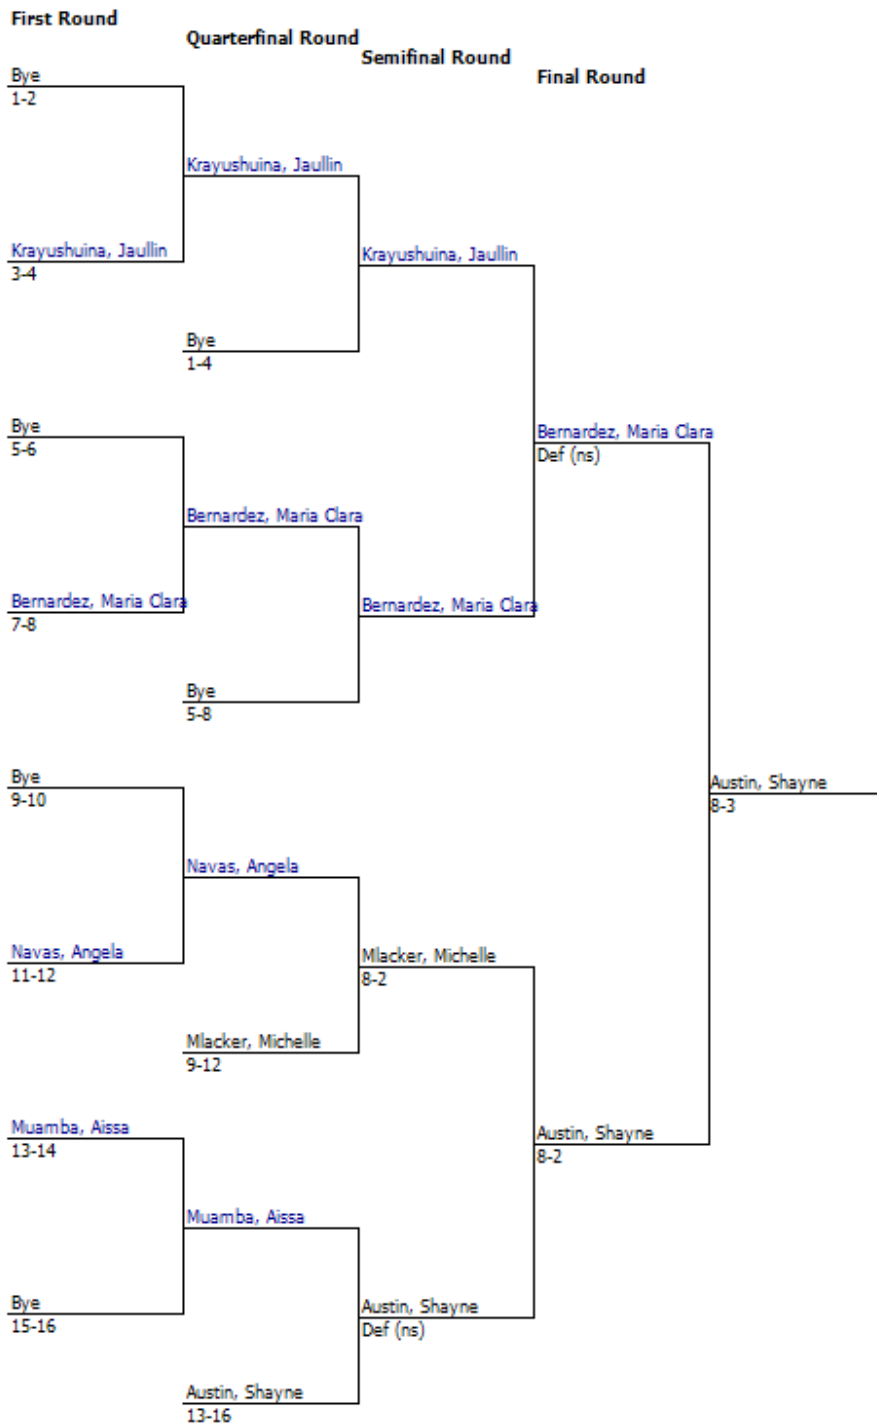 First Round
Quarterfinal Round
Semifinal Round
Final Round
Bye
1-2
Krayushuina, Jaullin
Krayushuina, Jaullin
3-4
Krayushuina, Jaullin
Bye
1-4
Bye
5-6
Bernardez, Maria Clara
Def (ns)
Bernardez, Maria Clara
Bernardez, Maria Clara
7-8
Bernardez, Maria Clara
Bye
5-8
Bye
9-10
Austin, Shayne
8-3
Navas, Angela
Navas, Angela
11-12
Mlacker, Michelle
8-2
Mlacker, Michelle
9-12
Muamba, Aissa
13-14
Austin, Shayne
8-2
Muamba, Aissa
Bye
15-16
Austin, Shayne
Def (ns)
Austin, Shayne
13-16